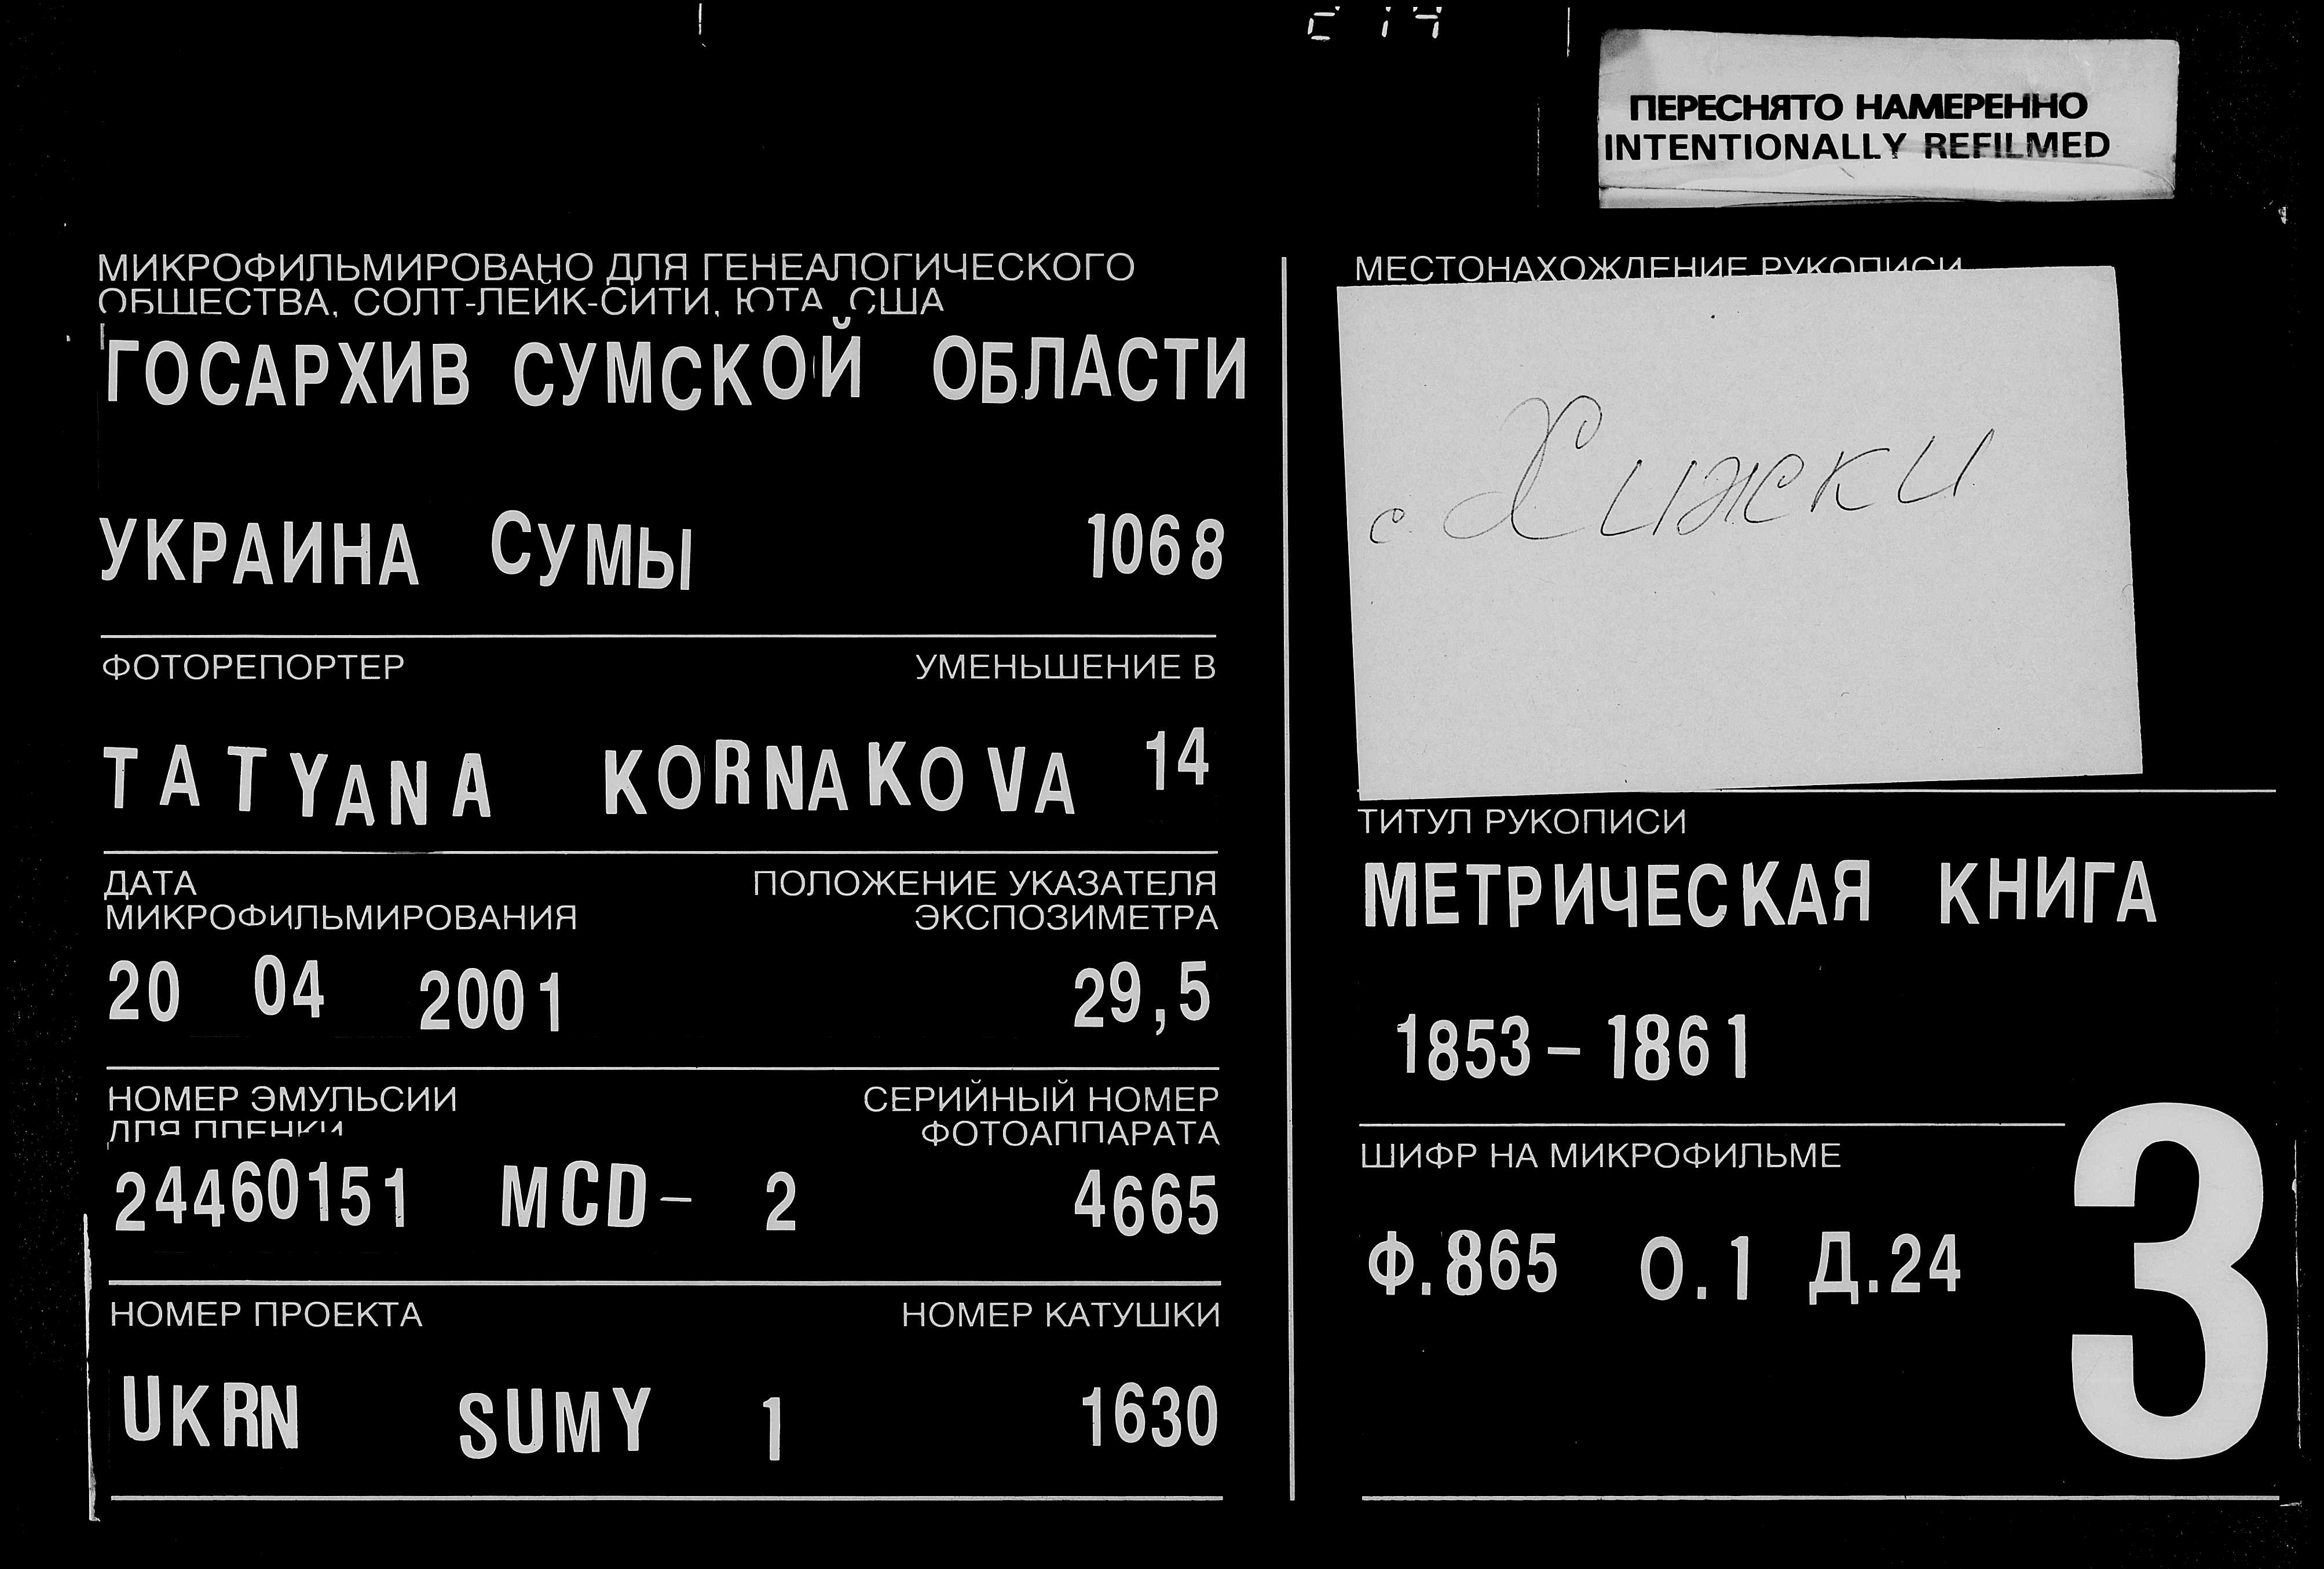 ПЕРЕСНЯТО НАМЕРЕННО
INTENTIONALLY REFILMED
МИКРОФИЛЬМИРОВАНО ДЛЯ ГЕНЕАЛОГИЧЕСКОГО
ОБЩЕСТВА, СОЛТ-ЛЕЙК-СИТИ, ЮТА, США
ГОСАРХИВ СУМСКОЙ ОБЛАСТИ
УКРАИНА СУМЫ 1068
ФОТОРЕПОРТЕР УМЕНЬШЕНИЕ В
TATYANA KORNAKOVA 14
ДАТА ПОЛОЖЕНИЕ УКАЗАТЕЛЯ
МИКРОФИЛЬМИРОВАНИЯ ЭКСПОЗИМЕТРА
20 04 2001 29,5
НОМЕР ЭМУЛЬСИИ СЕРИЙНЫЙ НОМЕР
ДЛЯ ПЛЕНКИ ФОТОАППАРАТА
24460151 MCD- 2 4665
НОМЕР ПРОЕКТА НОМЕР КАТУШКИ
UKRN SUMY 1 1630
МЕСТОНАХОЖДЕНИЕ РУКОПИСИ
с. Хижки
ТИТУЛ РУКОПИСИ
МЕТРИЧЕСКАЯ КНИГА
1853-1861
ШИФР НА МИКРОФИЛЬМЕ
Ф.865 О.1 Д.24
3